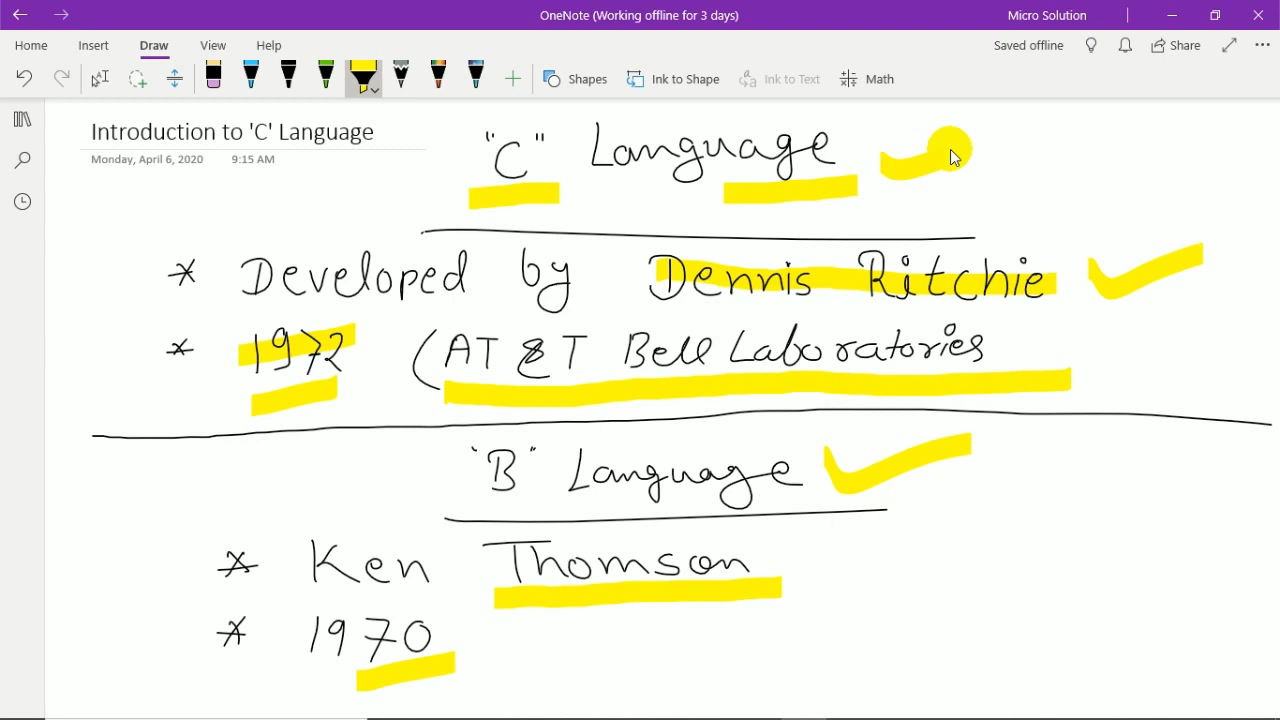 OneNote (Working offline for 3 days)
Micro Solution
Home Insert Draw View Help
Saved offline
Share
Shapes
Ink to Shape
Ink to Text
Math
Introduction to 'C' Language
Monday, April 6, 2020 9:15 AM
"C" Language
* Developed by Dennis Ritchie
* 1972 (AT & T Bell Laboratories
"B" Language
* Ken Thomson
* 1970